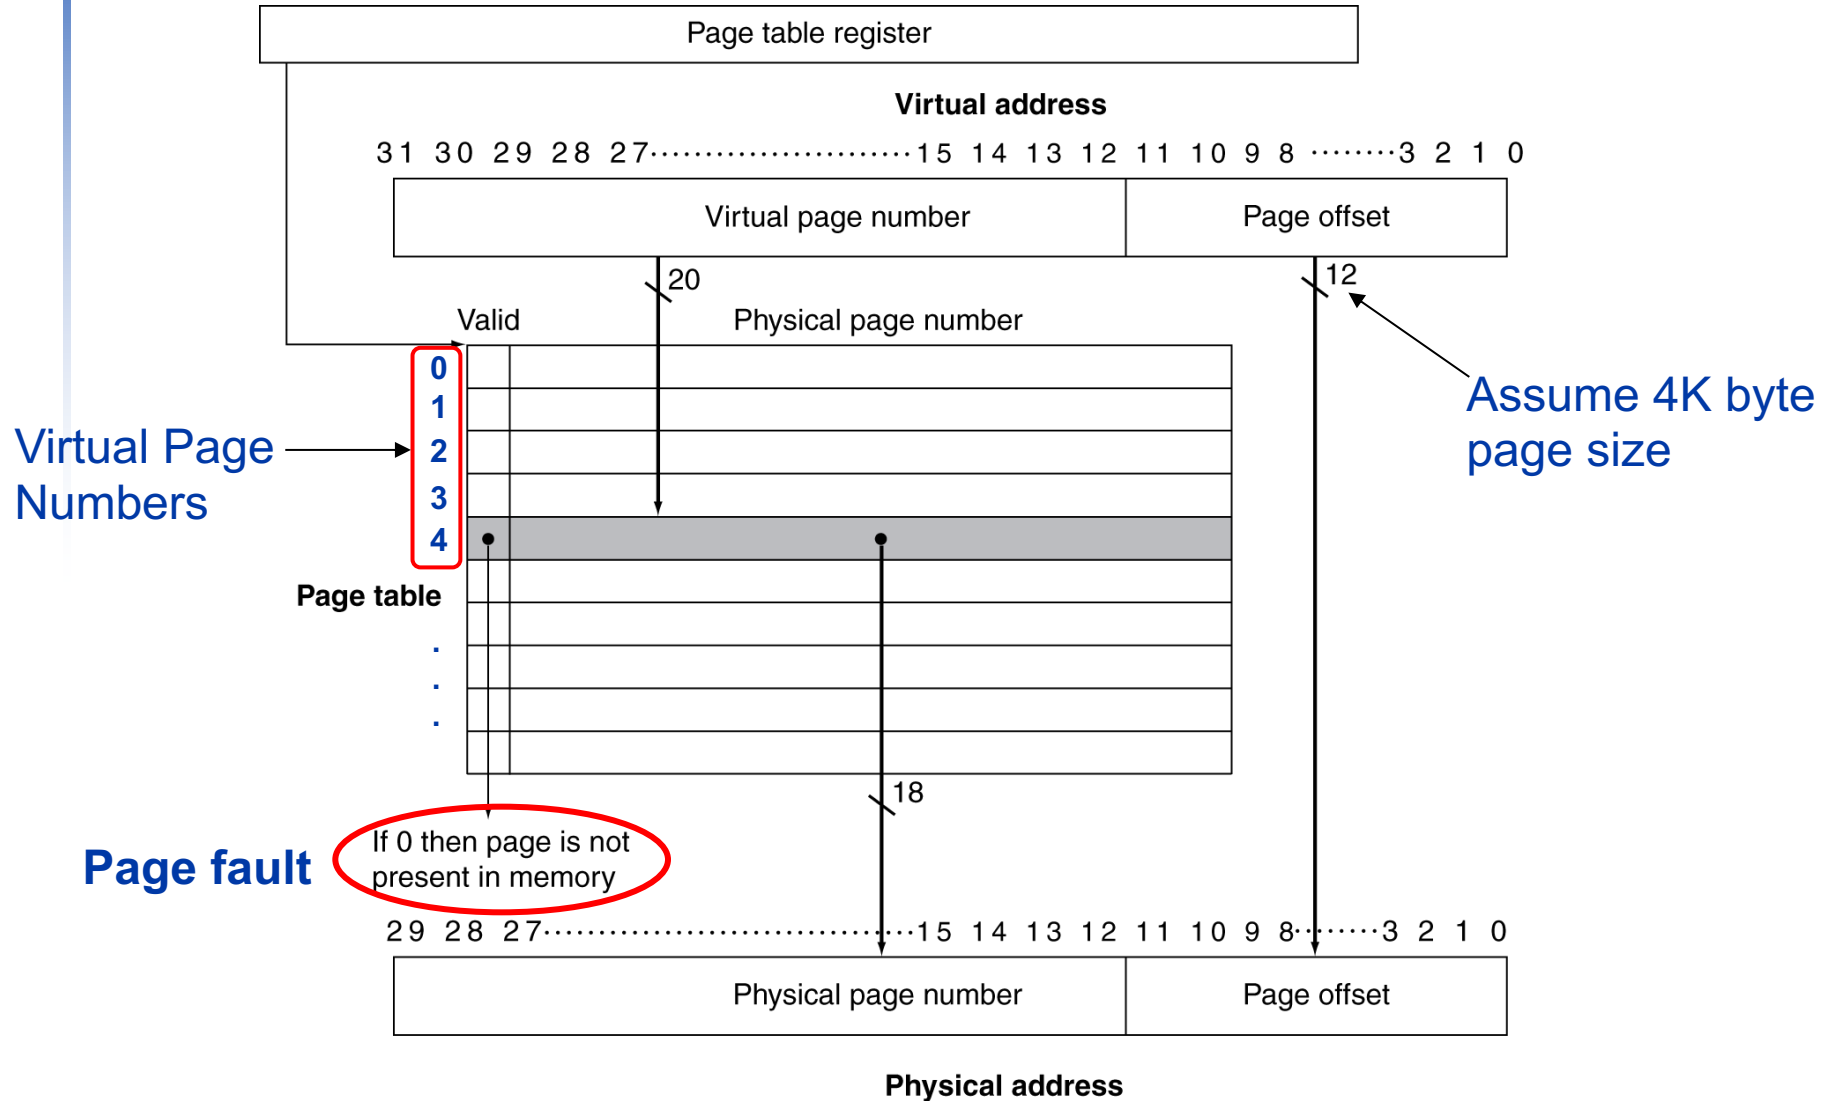 Page table register
Virtual address
31 30 29 28 27························15 14 13 12 11 10 9 8 ········3 2 1 0
Virtual page number Page offset
20 12
Valid Physical page number
0
1
2
3
4
Virtual Page
Numbers
Assume 4K byte
page size
Page table
.
.
.
18
Page fault
If 0 then page is not
present in memory
29 28 27··································15 14 13 12 11 10 9 8········3 2 1 0
Physical page number Page offset
Physical address